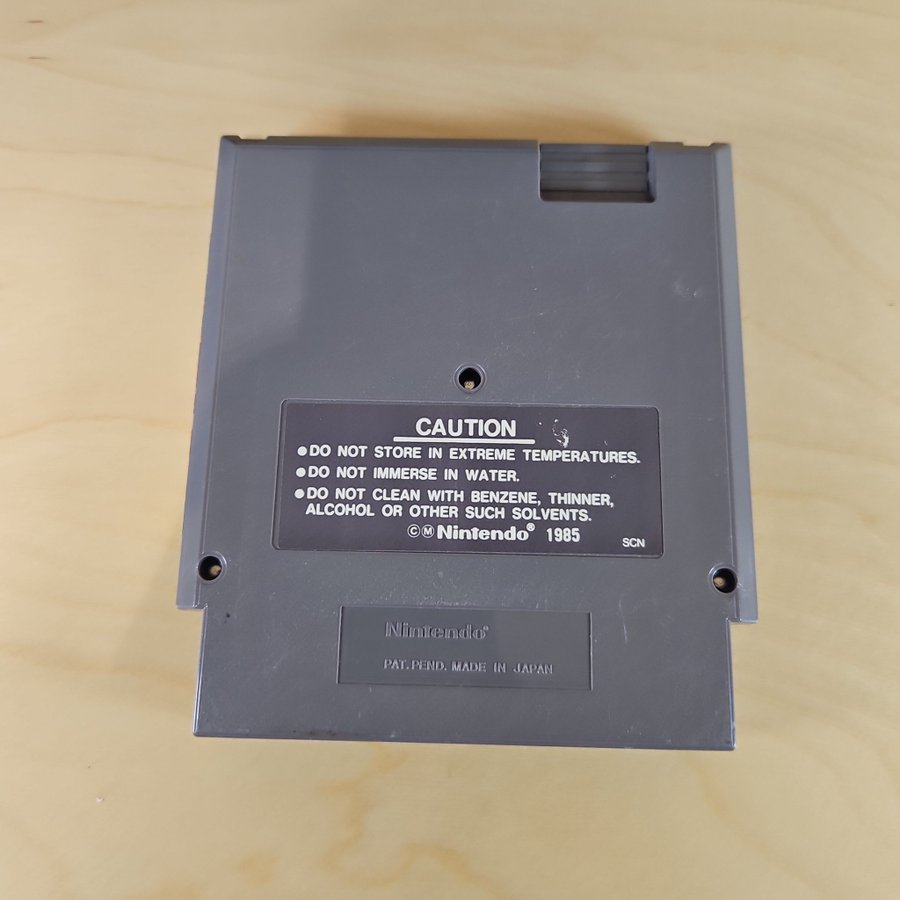 CAUTION
●DO NOT STORE IN EXTREME TEMPERATURES.
●DO NOT IMMERSE IN WATER.
●DO NOT CLEAN WITH BENZENE, THINNER,
ALCOHOL OR OTHER SUCH SOLVENTS.
ⒸⓂNintendo® 1985
SCN
Nintendo®
PAT. PEND. MADE IN JAPAN